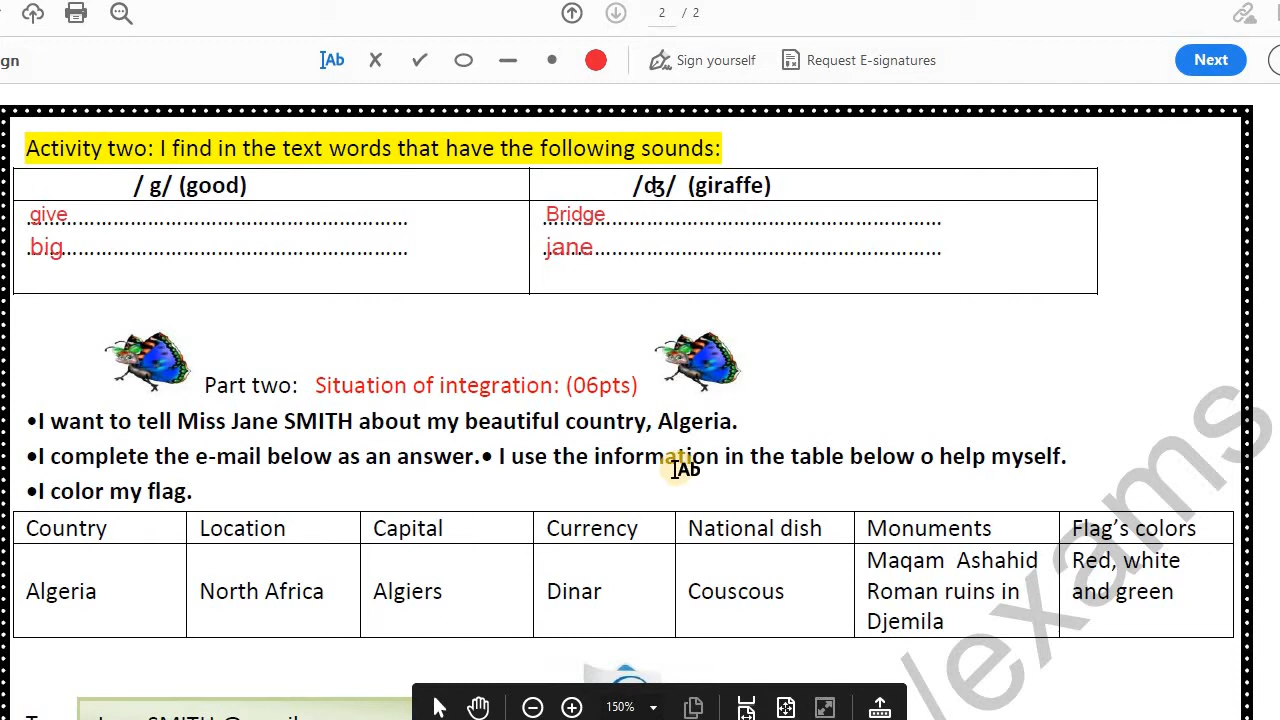 2 / 2
gn
Ab
Sign yourself
Request E-signatures
Next
Activity two: I find in the text words that have the following sounds:
/ g/ (good)
/ʤ/ (giraffe)
give
Bridge
big
jane
Part two: Situation of integration: (06pts)
•I want to tell Miss Jane SMITH about my beautiful country, Algeria.
•I complete the e-mail below as an answer.• I use the information in the table below o help myself.
Ab
•I color my flag.
Country Location Capital Currency National dish Monuments Flag's colors
Algeria North Africa Algiers Dinar Couscous Maqam Ashahid Red, white
Roman ruins in and green
Djemila
/exams
150%